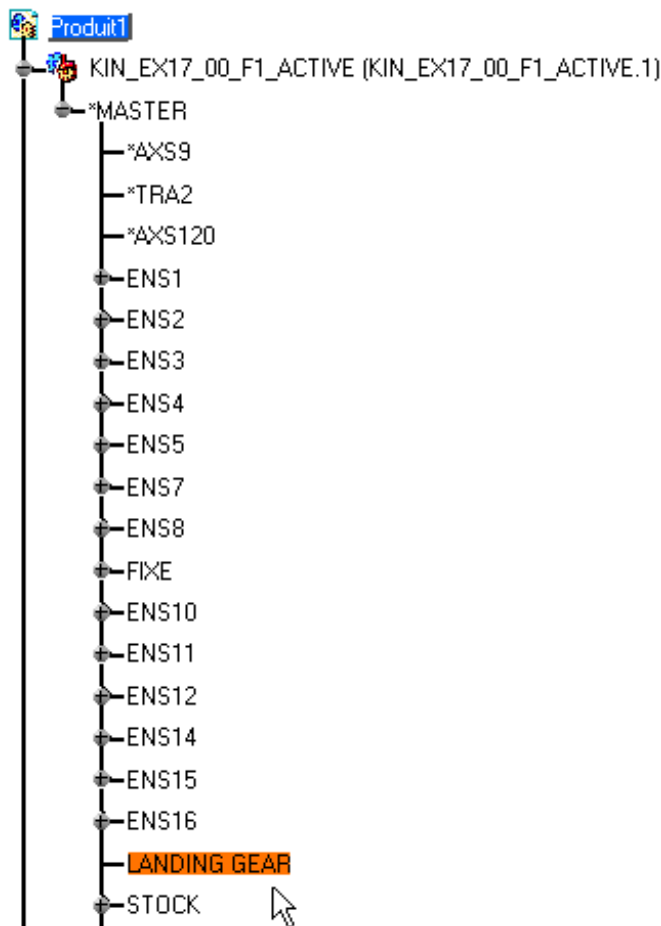 Produit1
KIN_EX17_00_F1_ACTIVE (KIN_EX17_00_F1_ACTIVE.1)
*MASTER
*AXS9
*TRA2
*AXS120
ENS1
ENS2
ENS3
ENS4
ENS5
ENS7
ENS8
FIXE
ENS10
ENS11
ENS12
ENS14
ENS15
ENS16
LANDING GEAR
STOCK